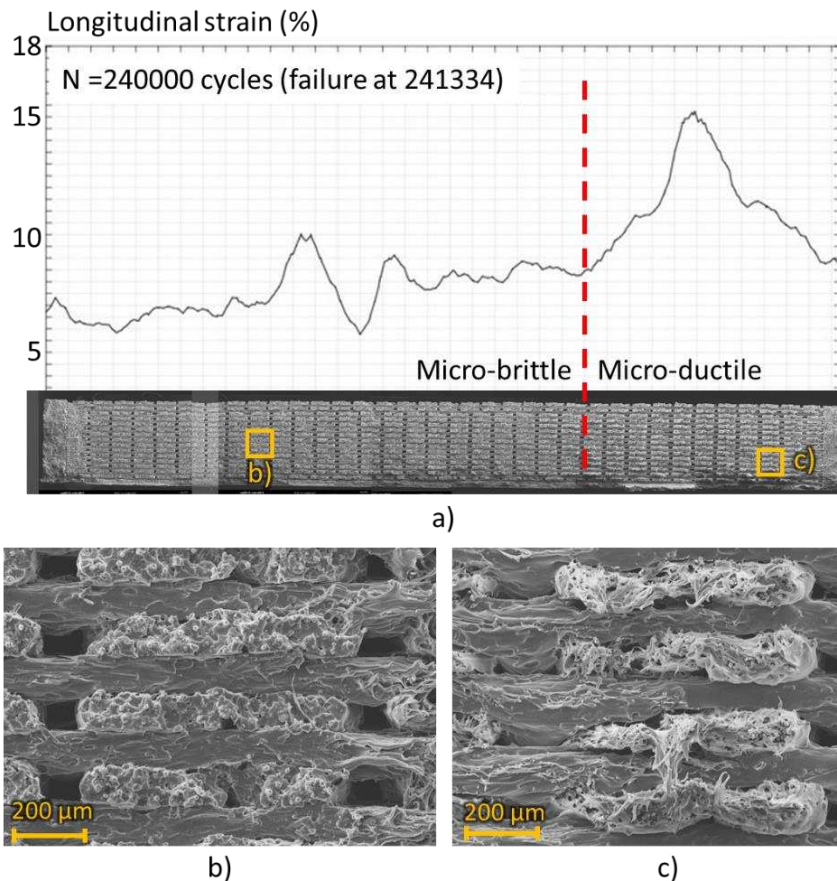 Longitudinal strain (%)
18
N =240000 cycles (failure at 241334)
15
10
5
Micro-brittle
Micro-ductile
b)
c)
a)
200 µm
200 µm
b)
c)